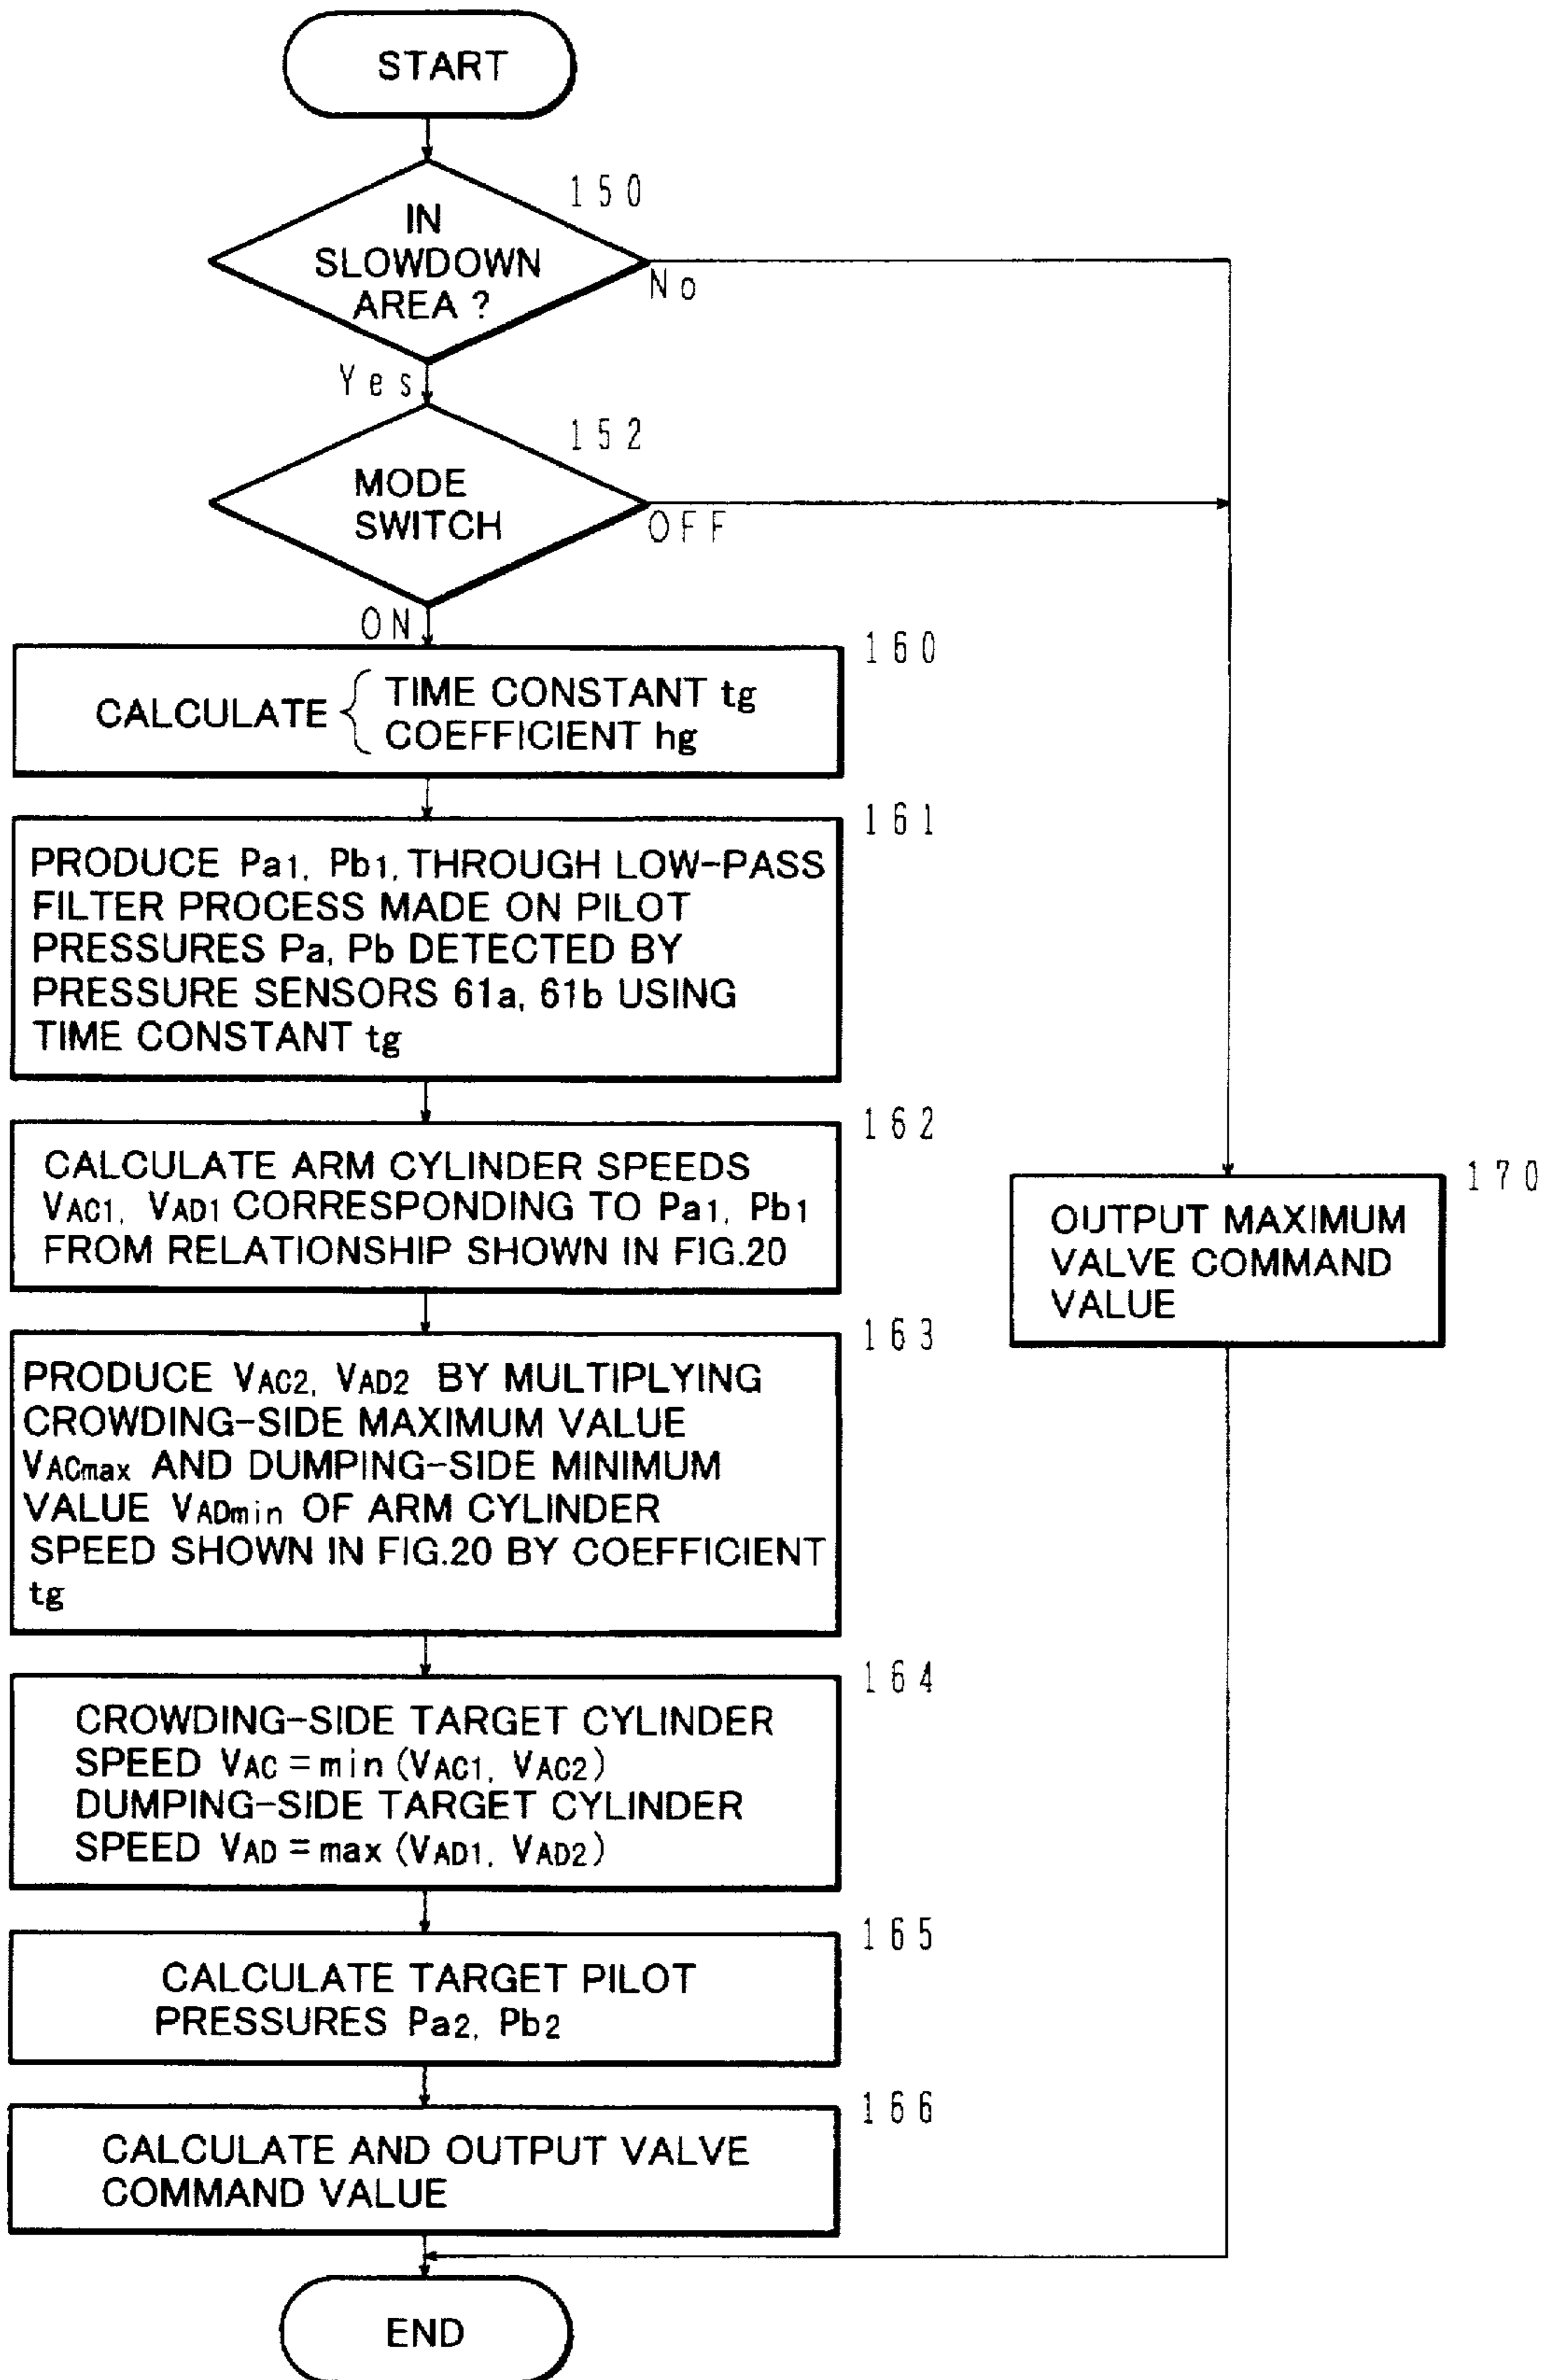 START
150
IN
SLOWDOWN
AREA ?
No
Yes
152
MODE
SWITCH
OFF
ON
160
CALCULATE { TIME CONSTANT tg
COEFFICIENT hg
161
PRODUCE Pa1, Pb1, THROUGH LOW-PASS
FILTER PROCESS MADE ON PILOT
PRESSURES Pa, Pb DETECTED BY
PRESSURE SENSORS 61a, 61b USING
TIME CONSTANT tg
162
CALCULATE ARM CYLINDER SPEEDS
VAC1, VAD1 CORRESPONDING TO Pa1, Pb1
FROM RELATIONSHIP SHOWN IN FIG.20
170
OUTPUT MAXIMUM
VALVE COMMAND
VALUE
163
PRODUCE VAC2, VAD2 BY MULTIPLYING
CROWDING-SIDE MAXIMUM VALUE
VACmax AND DUMPING-SIDE MINIMUM
VALUE VADmin OF ARM CYLINDER
SPEED SHOWN IN FIG.20 BY COEFFICIENT
tg
164
CROWDING-SIDE TARGET CYLINDER
SPEED VAC = min (VAC1, VAC2)
DUMPING-SIDE TARGET CYLINDER
SPEED VAD = max (VAD1, VAD2)
165
CALCULATE TARGET PILOT
PRESSURES Pa2, Pb2
166
CALCULATE AND OUTPUT VALVE
COMMAND VALUE
END